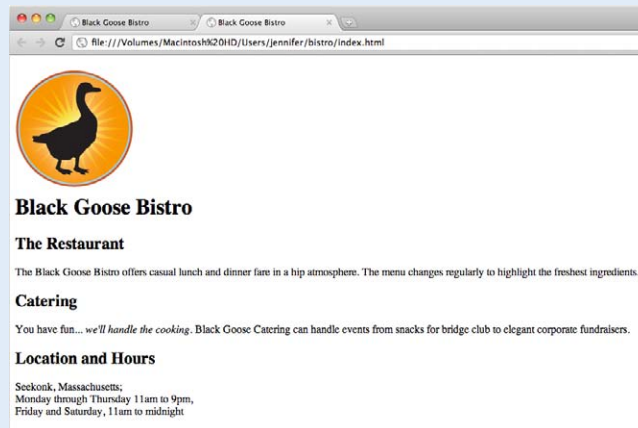 Black Goose Bistro
Black Goose Bistro
file:///Volumes/Macintosh%20HD/Users/jennifer/bistro/index.html
Black Goose Bistro
The Restaurant
The Black Goose Bistro offers casual lunch and dinner fare in a hip atmosphere. The menu changes regularly to highlight the freshest ingredients.
Catering
You have fun... we'll handle the cooking. Black Goose Catering can handle events from snacks for bridge club to elegant corporate fundraisers.
Location and Hours
Seekonk, Massachusetts;
Monday through Thursday 11am to 9pm,
Friday and Saturday, 11am to midnight